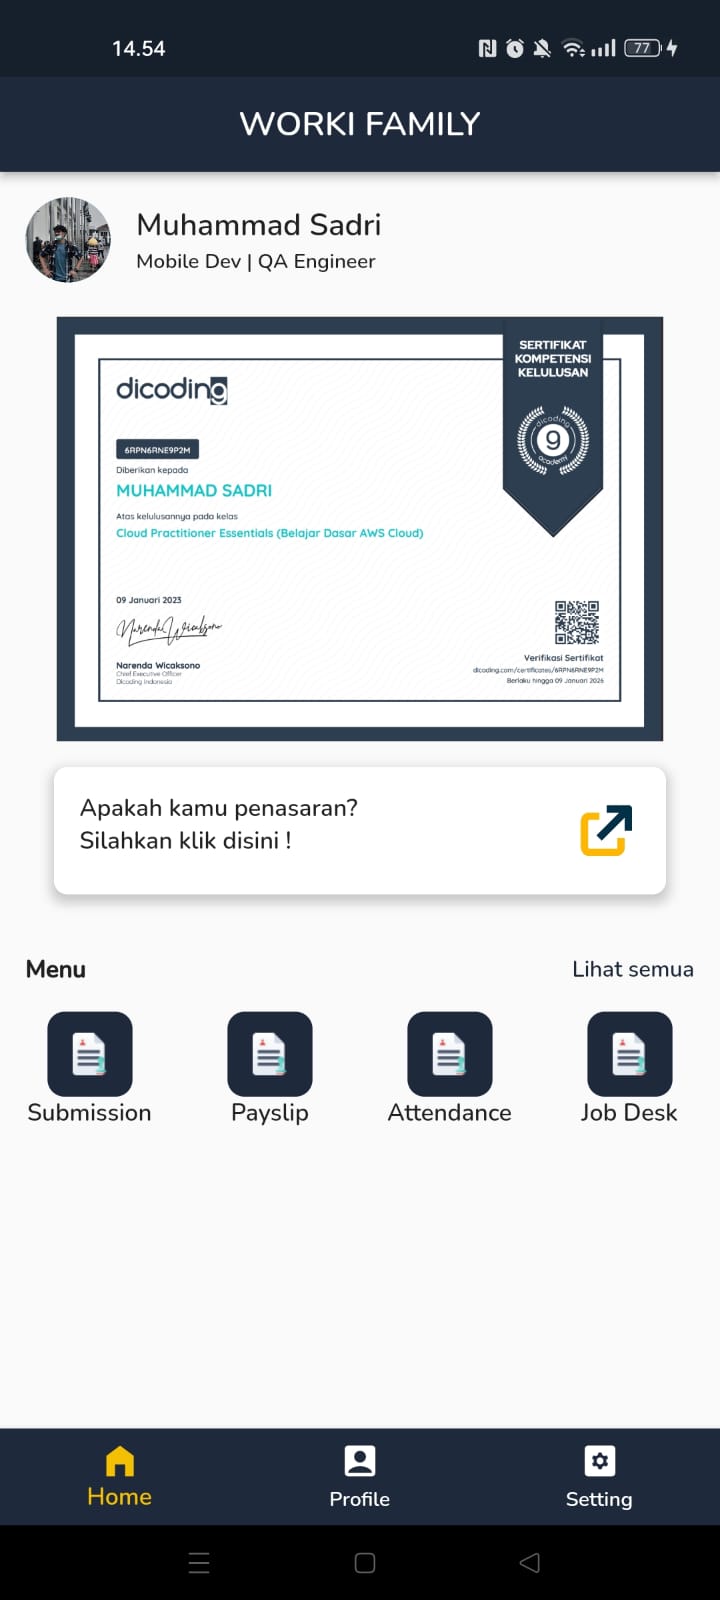 14.54
77
WORKI FAMILY
Muhammad Sadri
Mobile Dev | QA Engineer
SERTIFIKAT
KOMPETENSI
KELULUSAN
dicoding
dicoding
9
academy
6RPN6RNE9P2M
Diberikan kepada
MUHAMMAD SADRI
Atas kelulusannya pada kelas
Cloud Practitioner Essentials (Belajar Dasar AWS Cloud)
09 Januari 2023
Narenda Wicaksono
Narenda Wicaksono
Chief Executive Officer
Dicoding Indonesia
Verifikasi Sertifikat
dicoding.com/certificates/6RPN6RNE9P2M
Berlaku hingga 09 Januari 2026
Apakah kamu penasaran?
Silahkan klik disini !
Menu
Lihat semua
Submission
Payslip
Attendance
Job Desk
Home
Profile
Setting